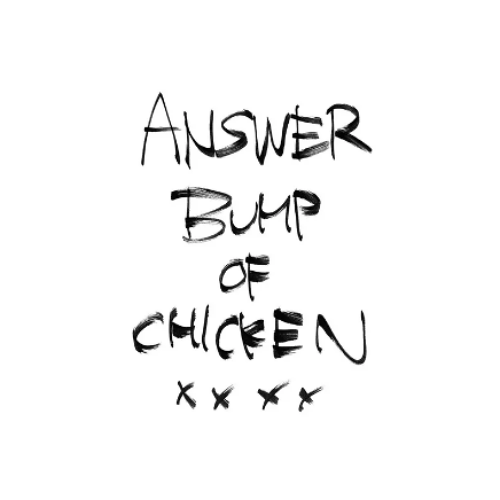 ANSWER
BUMP
OF
CHICKEN
x x x x